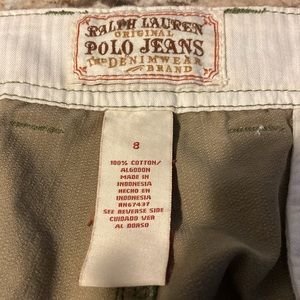 RALPH LAUREN
ORIGINAL
POLO JEANS
THE DENIMWEAR
BRAND
8
100% COTTON/
ALGODON
MADE IN
INDONESIA
HECHO EN
INDONESIA
RN67437
SEE REVERSE SIDE
CUIDADO VER
AL DORSO